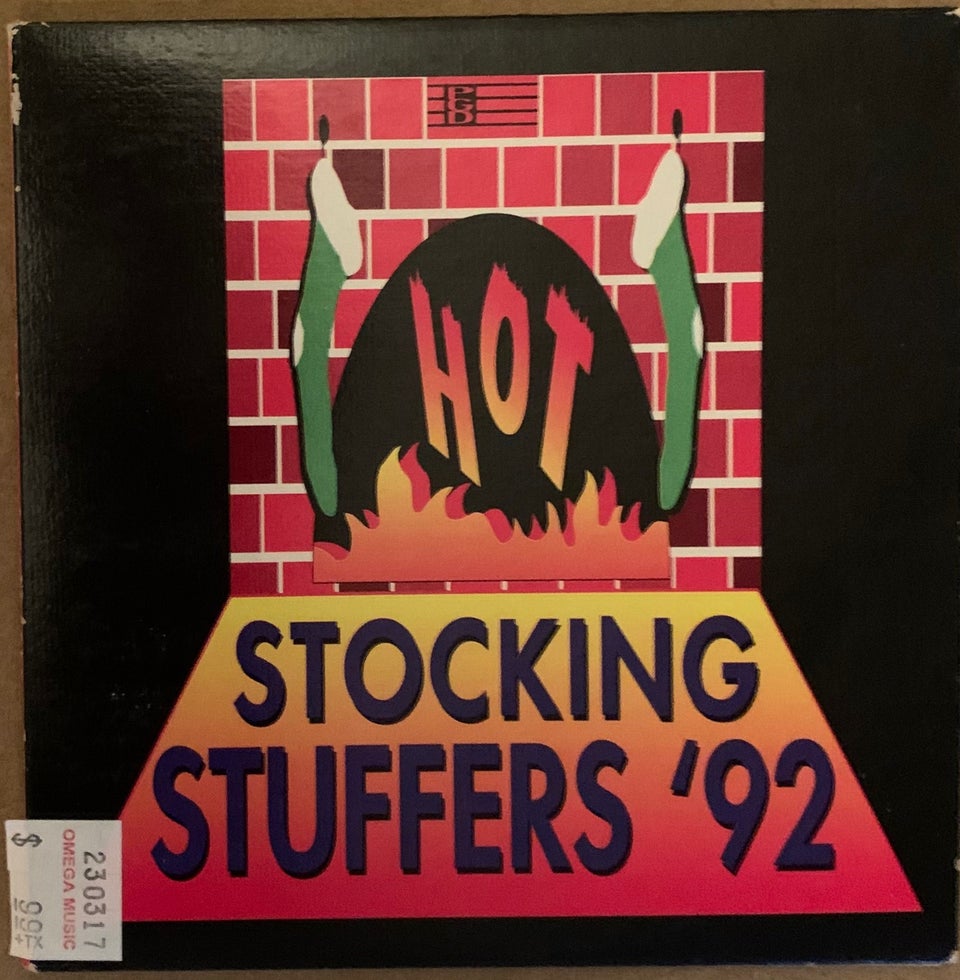 PGD
HOT
STOCKING
STUFFERS '92
230317
OMEGA MUSIC
$ .99
+TX